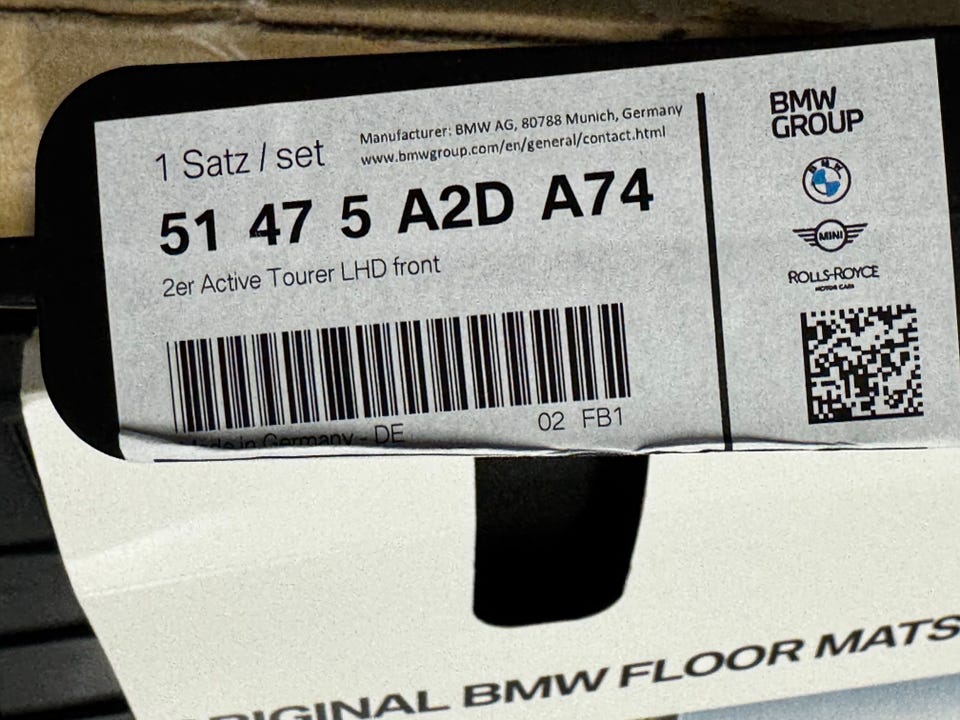 1 Satz / set
Manufacturer: BMW AG, 80788 Munich, Germany
www.bmwgroup.com/en/general/contact.html
51 47 5 A2D A74
2er Active Tourer LHD front
02 FB1
in Germany - DE
BMW
GROUP
BMW
MINI
ROLLS-ROYCE
MOTOR CARS
BMW FLOOR MATS